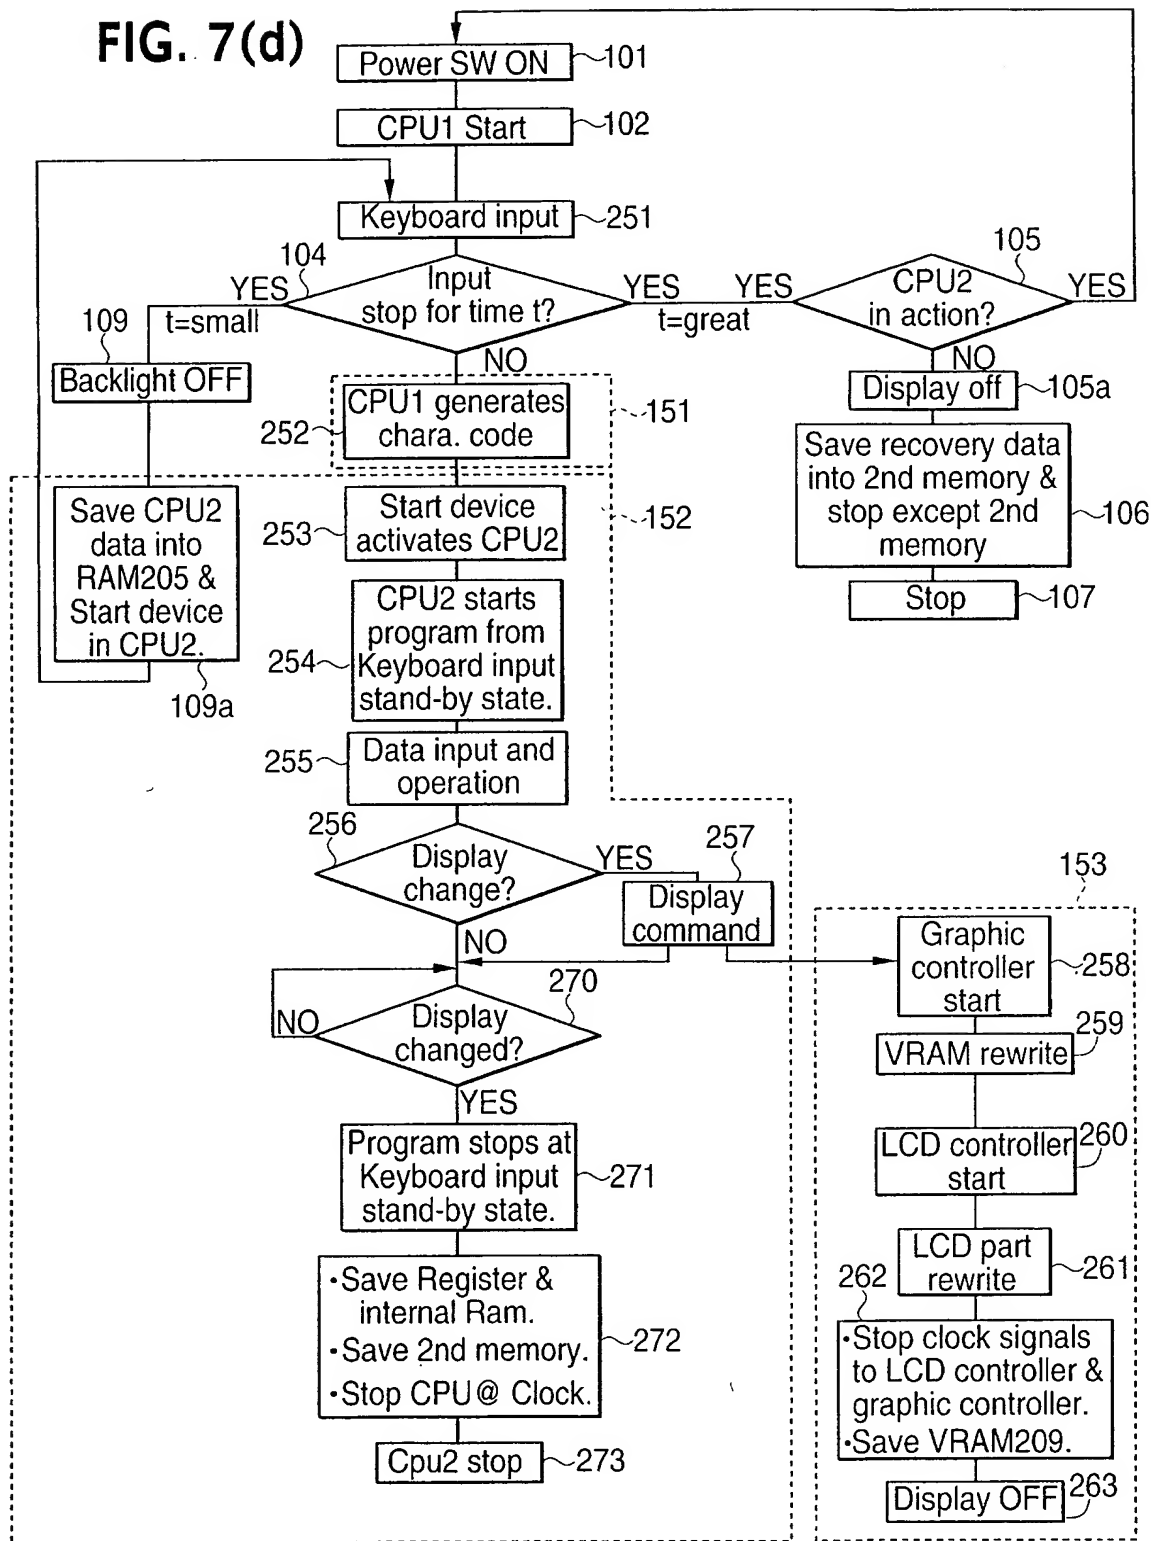 FIG. 7(d)
Power SW ON
101
CPU1 Start
102
Keyboard input
251
104
YES
t=small
Input
stop for time t?
YES
t=great
NO
YES
105
CPU2
in action?
YES
NO
109
Backlight OFF
Display off
105a
CPU1 generates
chara. code
252
151
Save recovery data
into 2nd memory &
stop except 2nd
memory
106
Stop
107
Save CPU2
data into
RAM205 &
Start device
in CPU2.
109a
Start device
activates CPU2
253
152
CPU2 starts
program from
Keyboard input
stand-by state.
254
Data input and
operation
255
256
Display
change?
YES
NO
257
Display
command
153
Graphic
controller
start
258
270
Display
changed?
NO
YES
VRAM rewrite
259
LCD controller
start
260
Program stops at
Keyboard input
stand-by state.
271
LCD part
rewrite
261
•Save Register &
internal Ram.
•Save 2nd memory.
•Stop CPU@ Clock.
272
262
•Stop clock signals
to LCD controller &
graphic controller.
•Save VRAM209.
Cpu2 stop
273
Display OFF
263